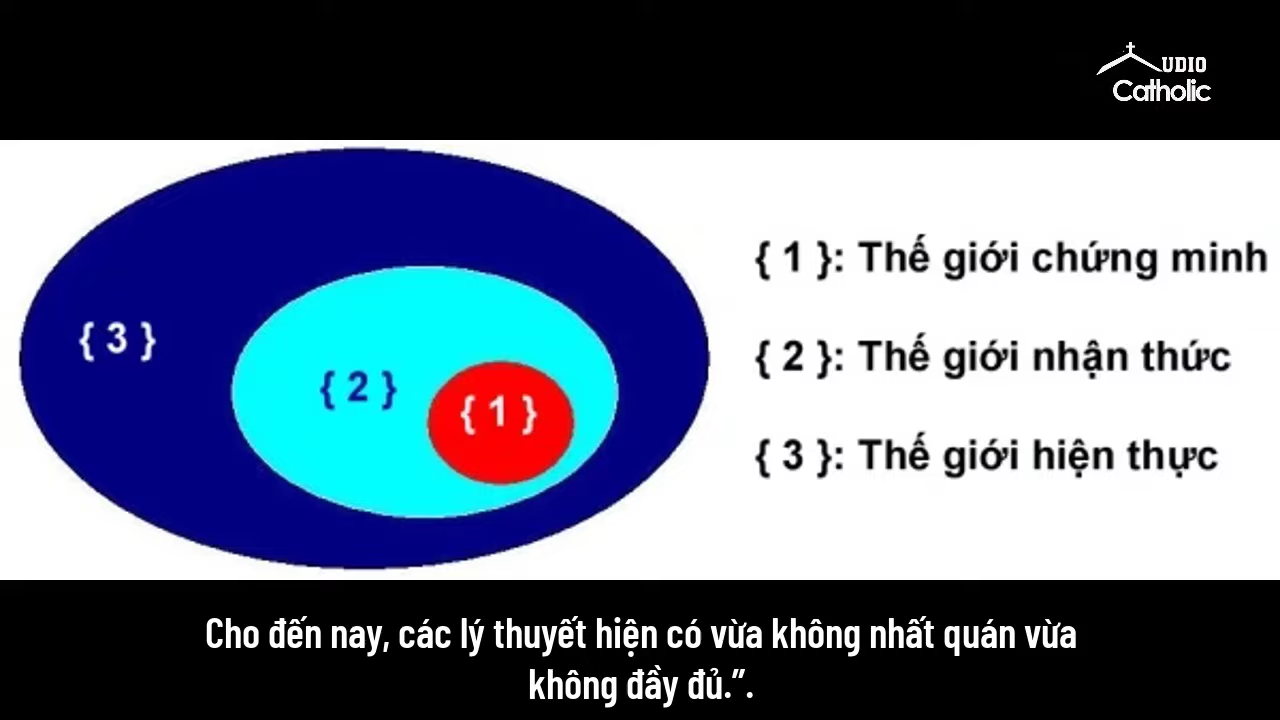 UDIO
Catholic
{ 1 }: Thế giới chứng minh
{ 3 }
{ 2 }: Thế giới nhận thức
{ 2 }
{ 1 }
{ 3 }: Thế giới hiện thực
Cho đến nay, các lý thuyết hiện có vừa không nhất quán vừa
không đầy đủ.”.